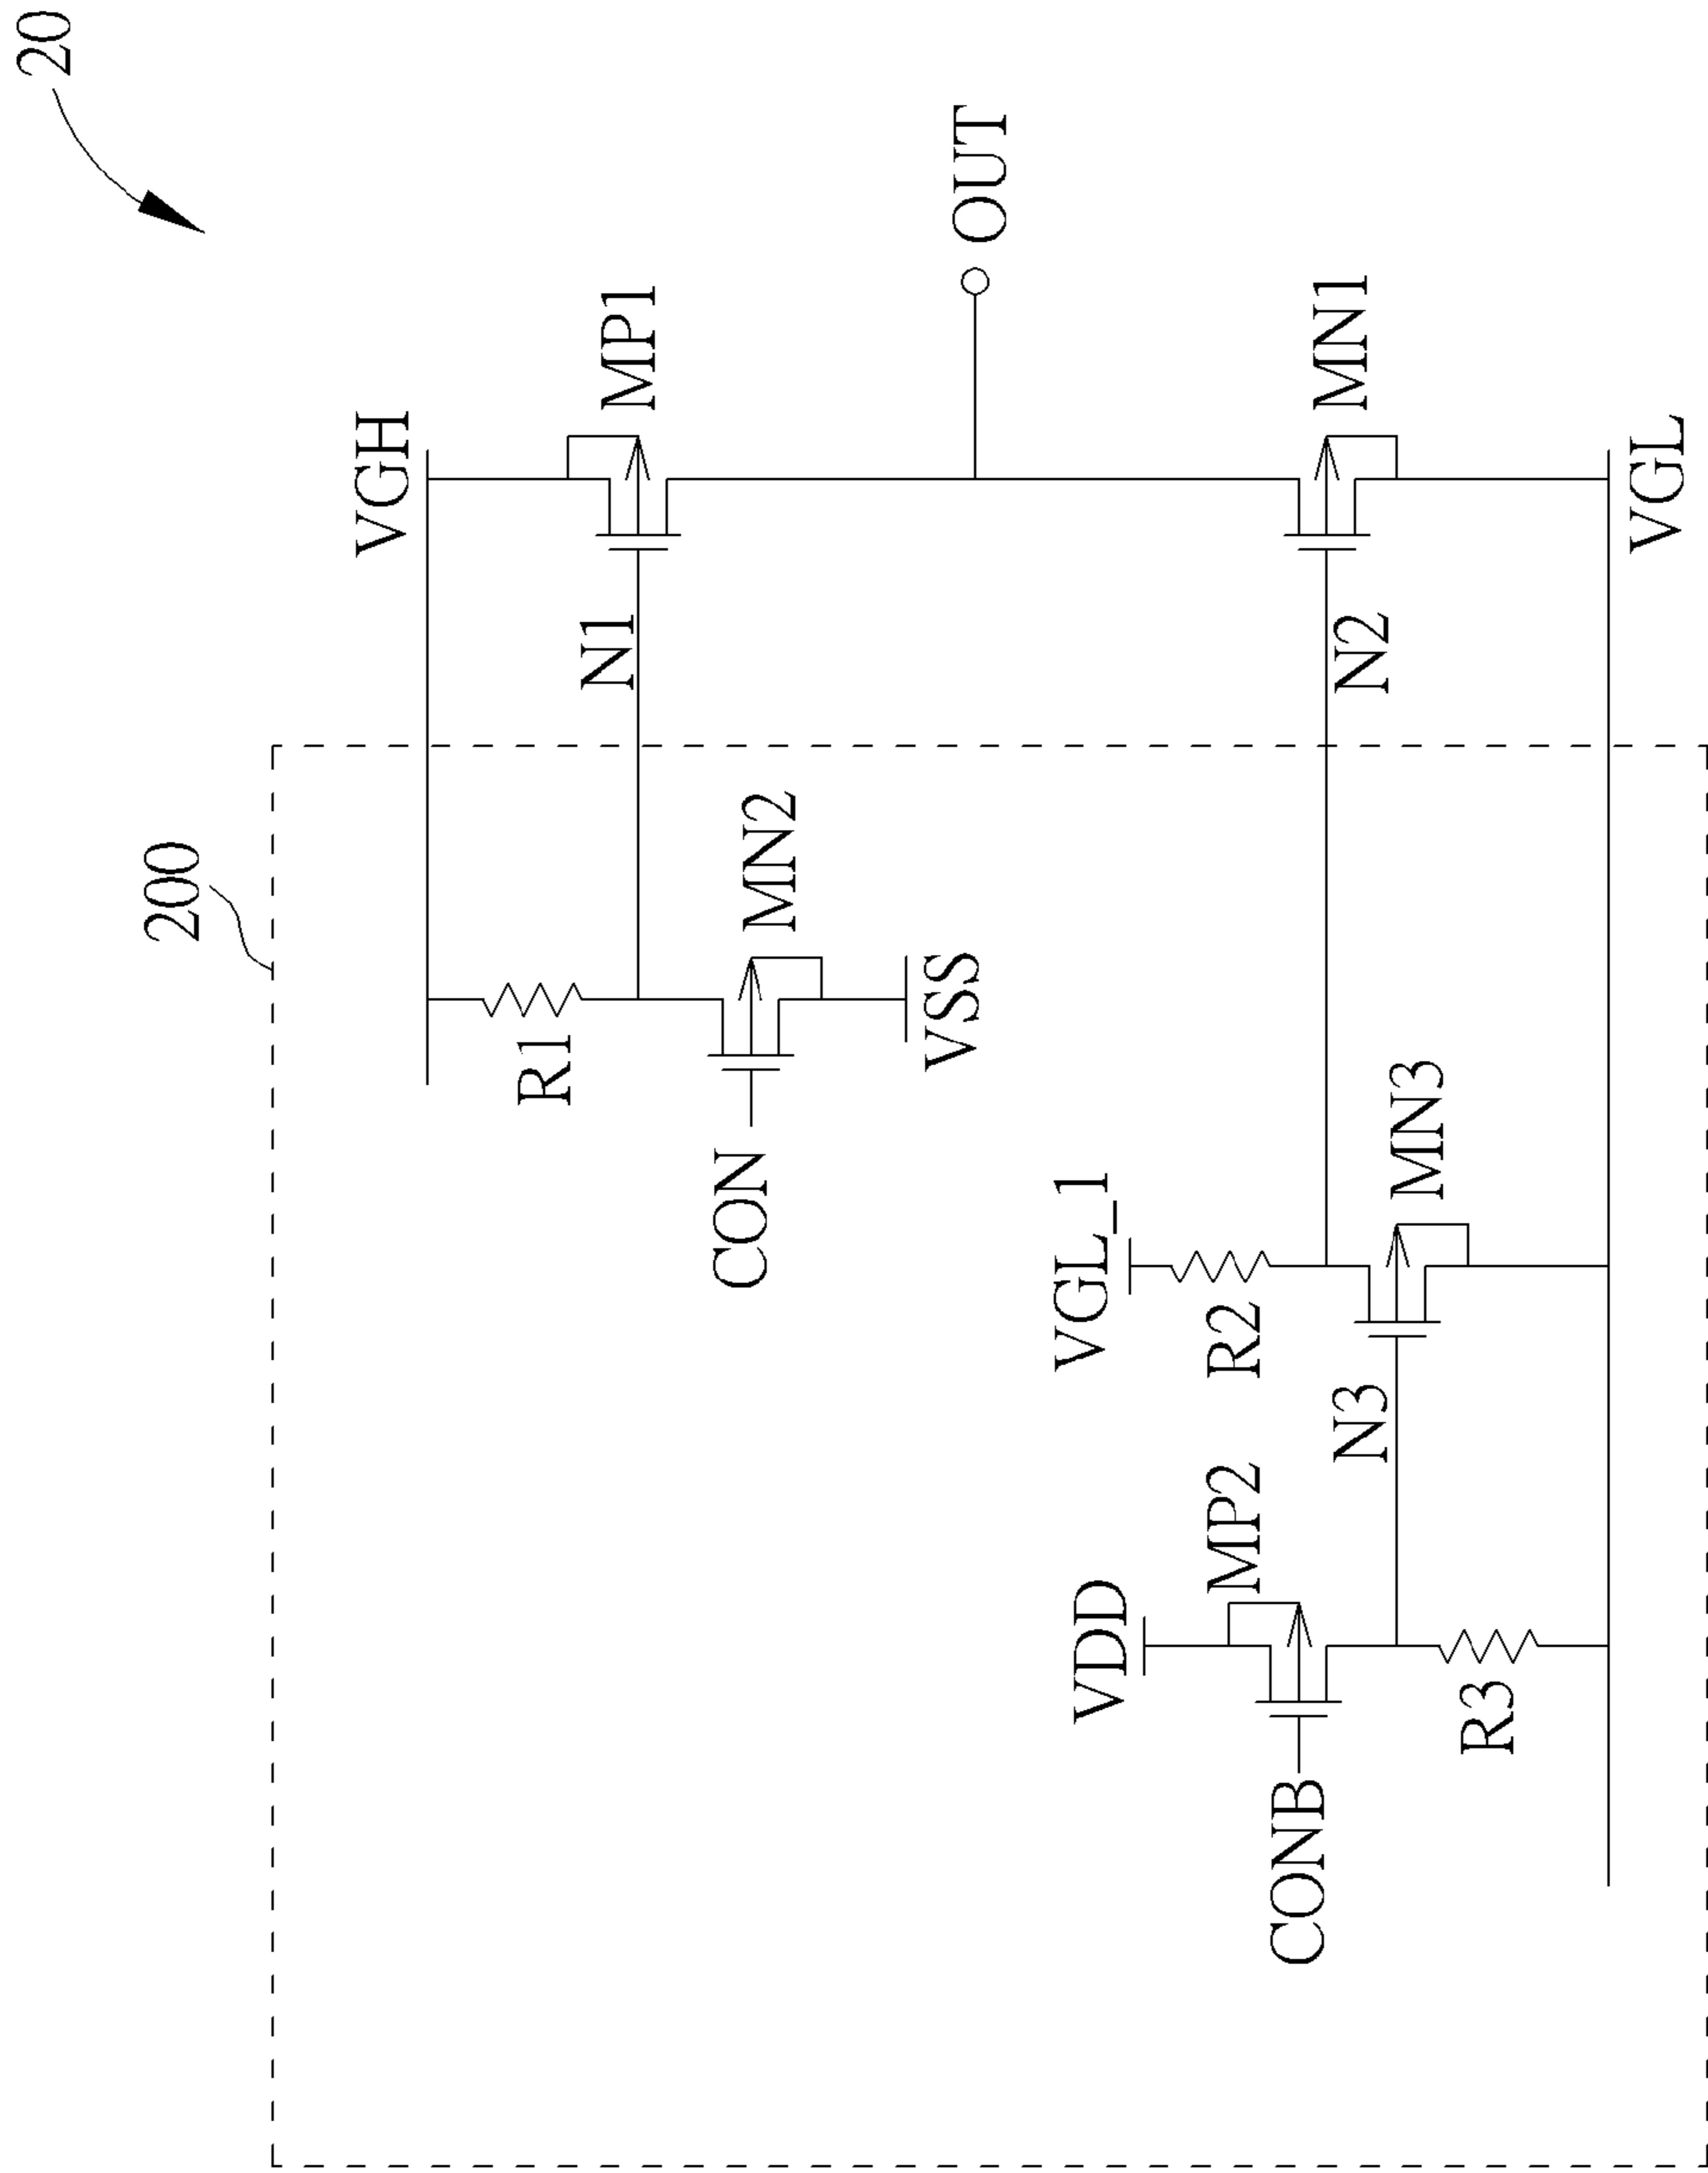 20
200
VGH
MP1
OUT
MN1
VGL
N1
N2
MN2
R1
VSS
CON
VGL_1
R2
MN3
N3
MP2
VDD
R3
CONB